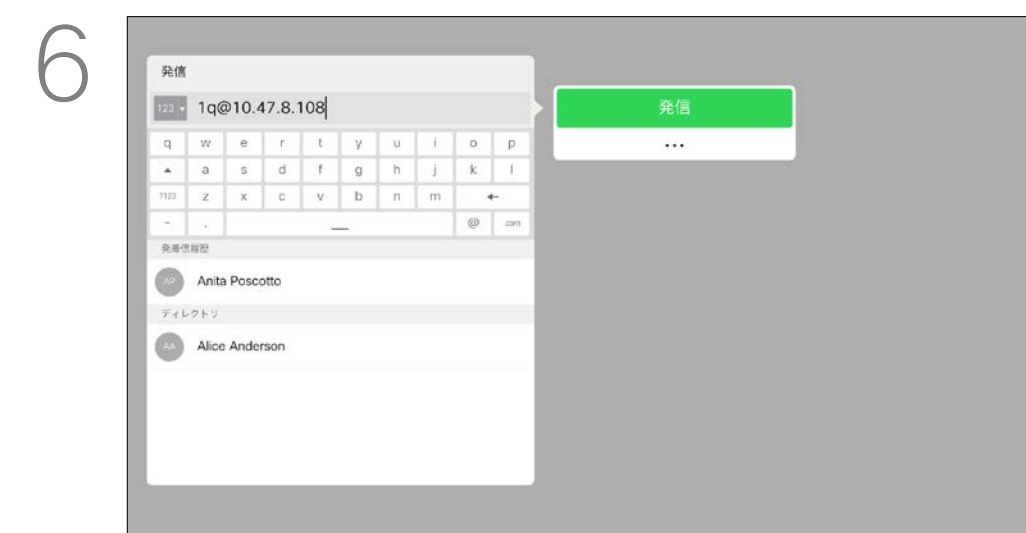 6
発信
123
1q@10.47.8.108
発信
...
q w e r t y u i o p
a s d f g h j k l
?123 z x c v b n m
- . @ .com
発着信履歴
AP Anita Poscotto
ディレクトリ
AA Alice Anderson